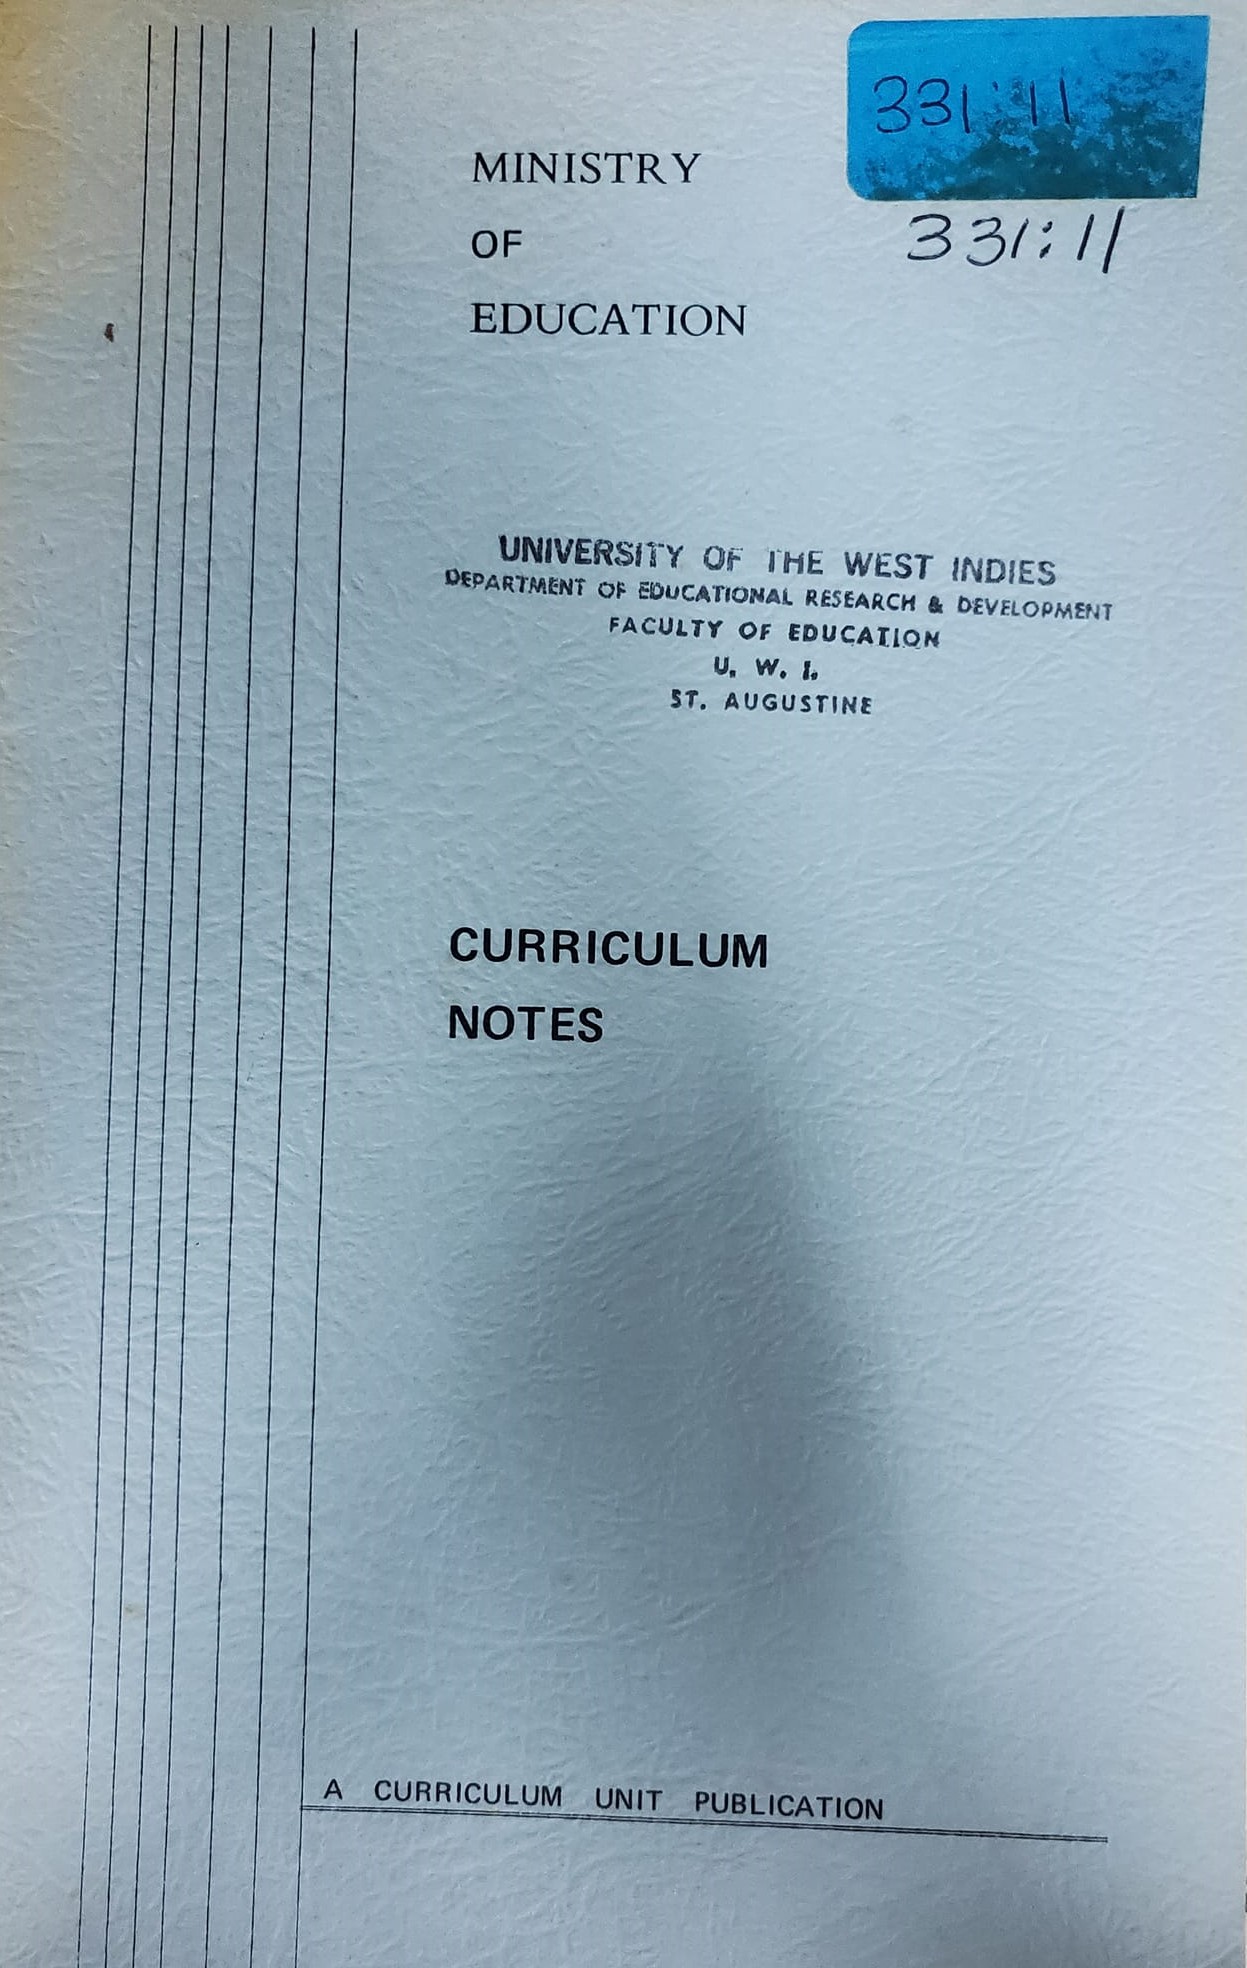 331:11
331:11
MINISTRY
OF
EDUCATION
UNIVERSITY OF THE WEST INDIES
DEPARTMENT OF EDUCATIONAL RESEARCH & DEVELOPMENT
FACULTY OF EDUCATION
U. W. I.
ST. AUGUSTINE
CURRICULUM
NOTES
A CURRICULUM UNIT PUBLICATION